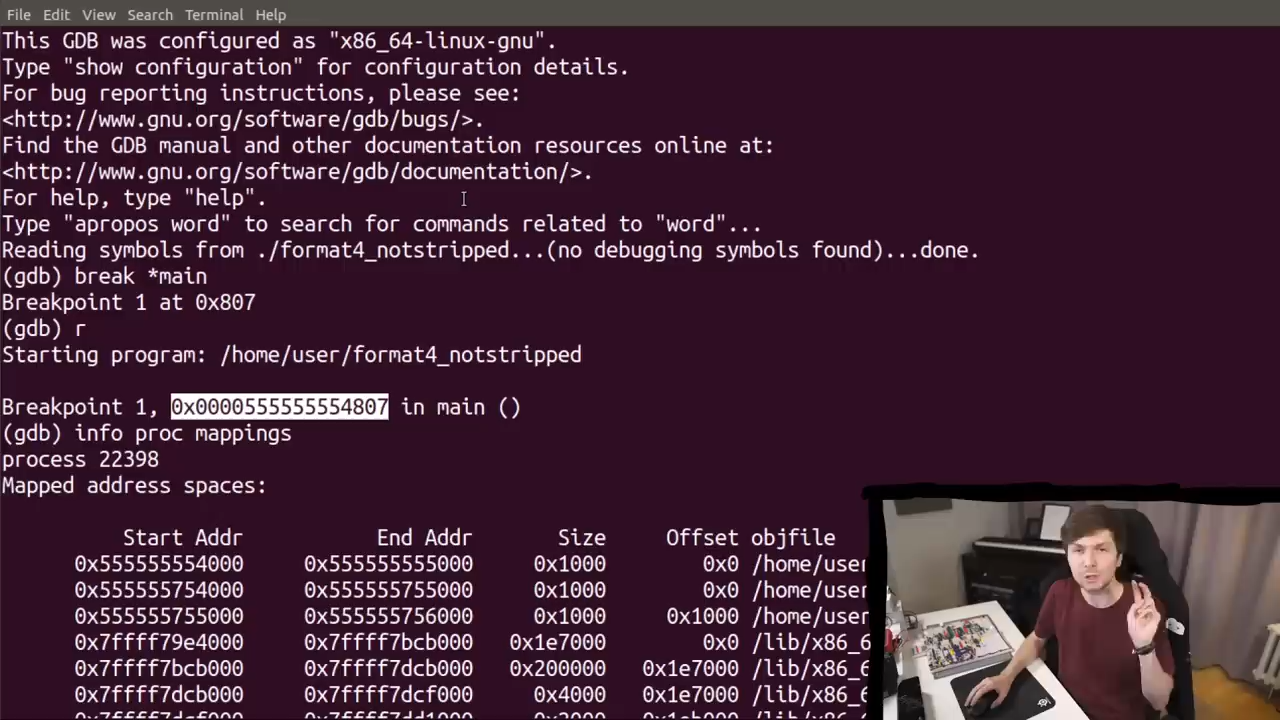 File Edit View Search Terminal Help
This GDB was configured as "x86_64-linux-gnu".
Type "show configuration" for configuration details.
For bug reporting instructions, please see:
<http://www.gnu.org/software/gdb/bugs/>.
Find the GDB manual and other documentation resources online at:
<http://www.gnu.org/software/gdb/documentation/>.
For help, type "help".
Type "apropos word" to search for commands related to "word"...
Reading symbols from ./format4_notstripped...(no debugging symbols found)...done.
(gdb) break *main
Breakpoint 1 at 0x807
(gdb) r
Starting program: /home/user/format4_notstripped
Breakpoint 1, 0x0000555555554807 in main ()
(gdb) info proc mappings
process 22398
Mapped address spaces:
Start Addr End Addr Size Offset objfile
0x555555554000 0x555555555000 0x1000 0x0 /home/user
0x555555754000 0x555555755000 0x1000 0x0 /home/user
0x555555755000 0x555555756000 0x1000 0x1000 /home/user
0x7ffff79e4000 0x7ffff7bcb000 0x1e7000 0x0 /lib/x86_6
0x7ffff7bcb000 0x7ffff7dcb000 0x200000 0x1e7000 /lib/x86_6
0x7ffff7dcb000 0x7ffff7dcf000 0x4000 0x1e7000 /lib/x86_6